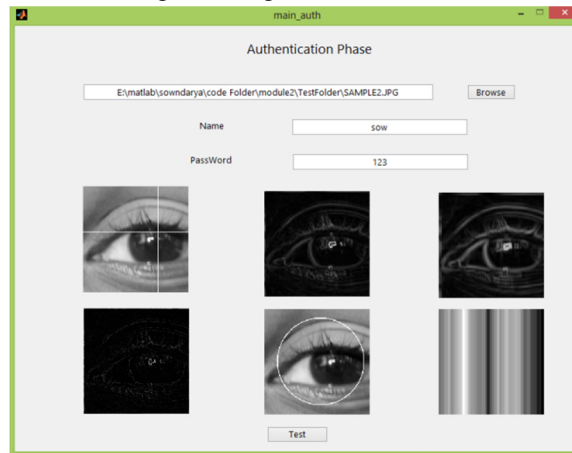 main_auth
Authentication Phase
E:\matlab\sowndarya\code Folder\module2\TestFolder\SAMPLE2.JPG Browse
Name sow
PassWord 123
Test